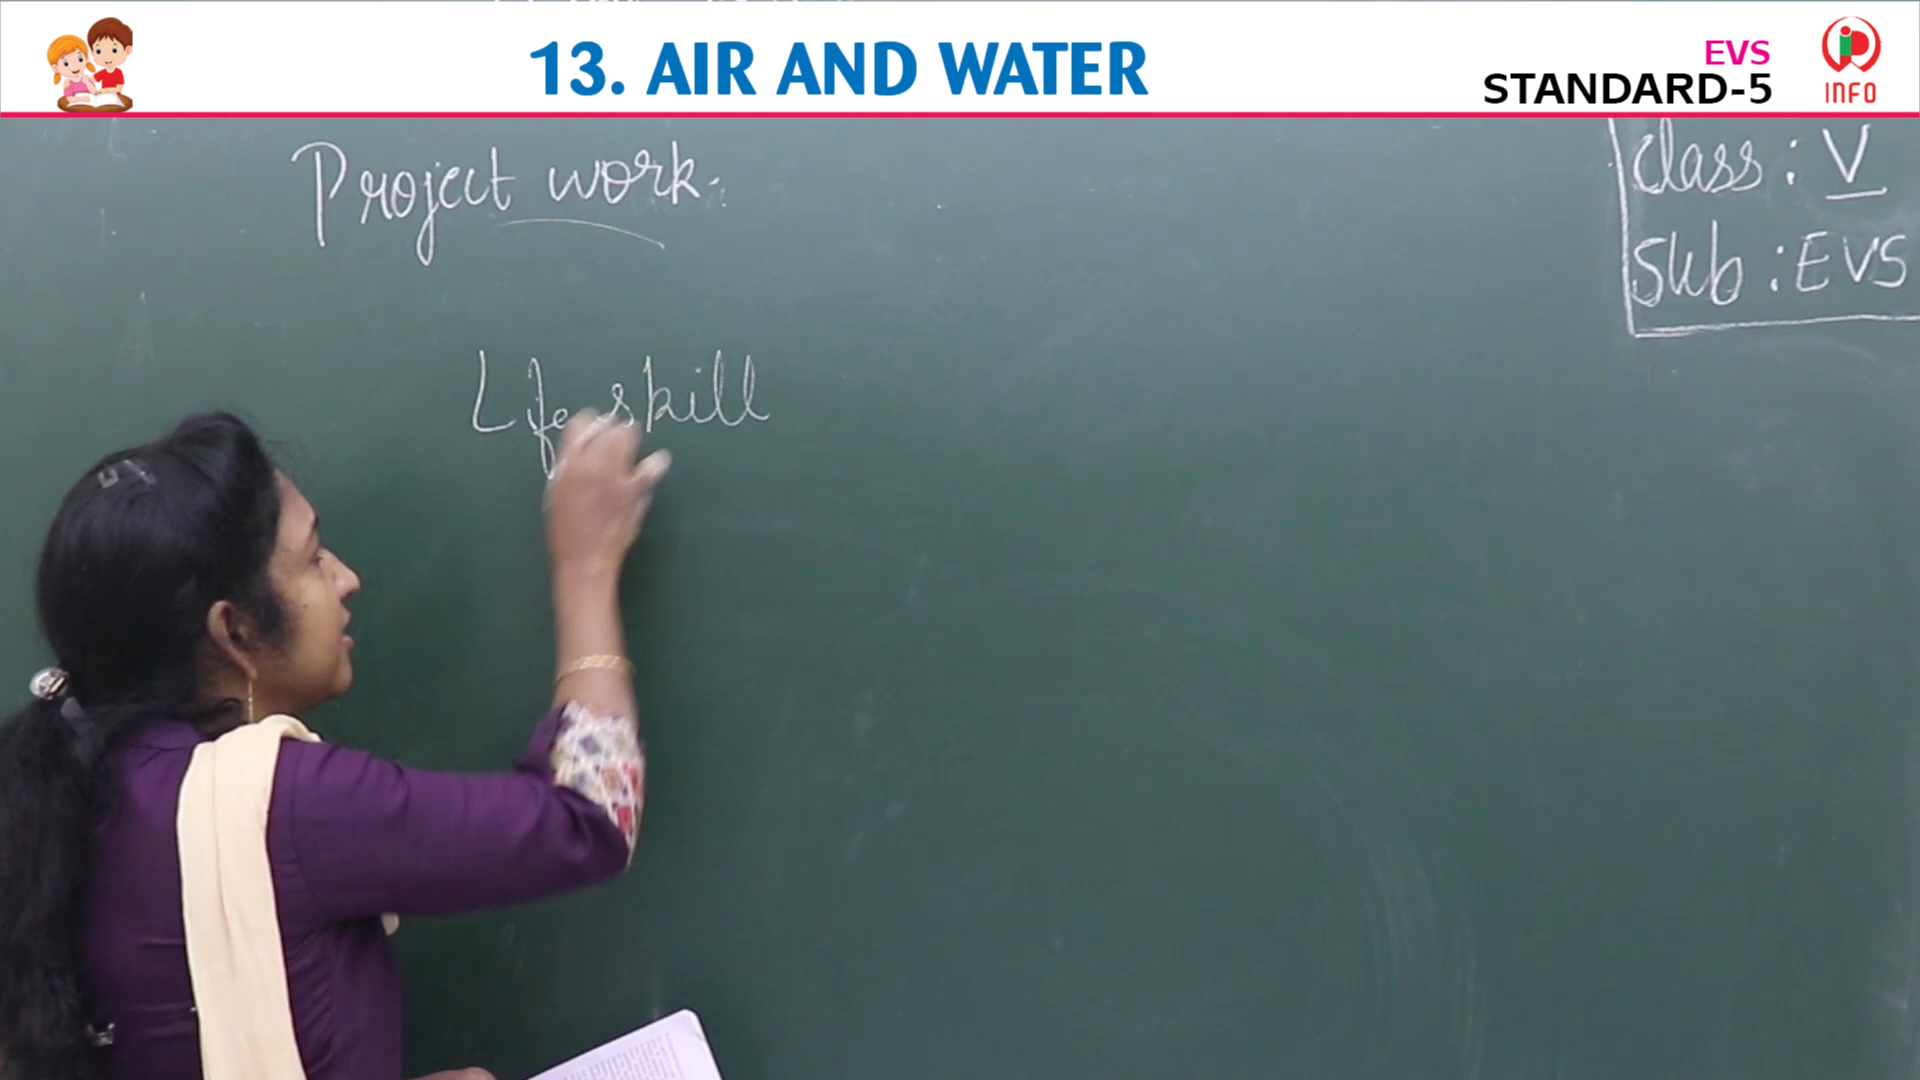 13. AIR AND WATER
EVS
STANDARD-5
INFO
Project work.
Class : V
Sub : EVS
Life skill